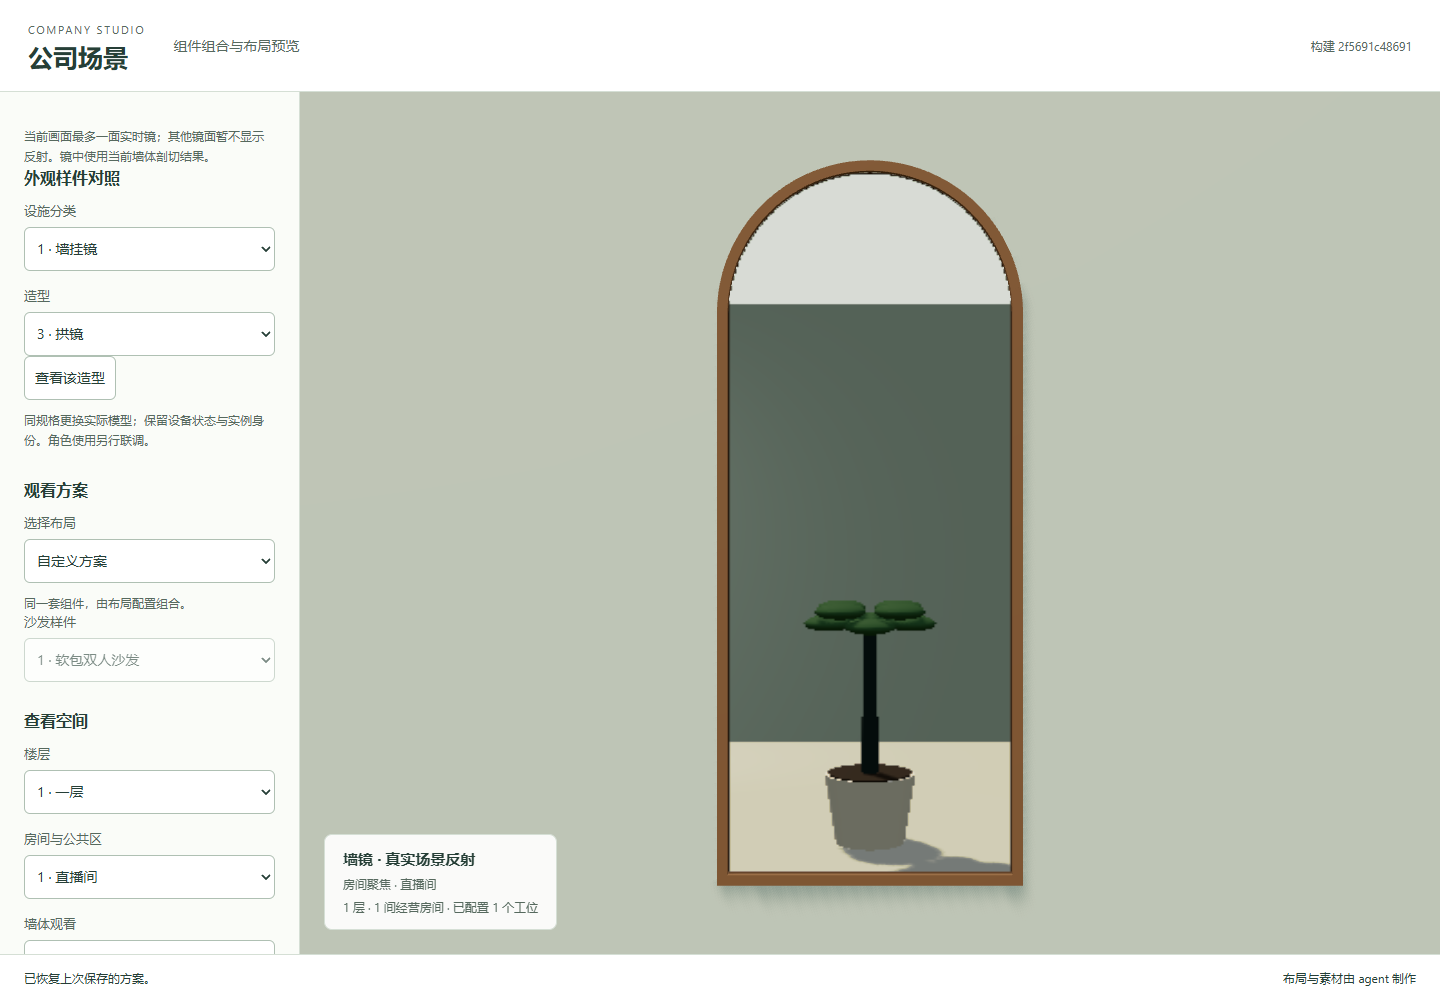 COMPANY STUDIO
公司场景
组件组合与布局预览
构建 2f5691c48691
当前画面最多一面实时镜；其他镜面暂不显示
反射。镜中使用当前墙体剖切结果。
外观样件对照
设施分类
1 · 墙挂镜
造型
3 · 拱镜
查看该造型
同规格更换实际模型；保留设备状态与实例身
份。角色使用另行联调。
观看方案
选择布局
自定义方案
同一套组件，由布局配置组合。
沙发样件
1 · 软包双人沙发
查看空间
楼层
1 · 一层
房间与公共区
1 · 直播间
墙体观看
墙镜 · 真实场景反射
房间聚焦 · 直播间
1 层 · 1 间经营房间 · 已配置 1 个工位
已恢复上次保存的方案。
布局与素材由 agent 制作